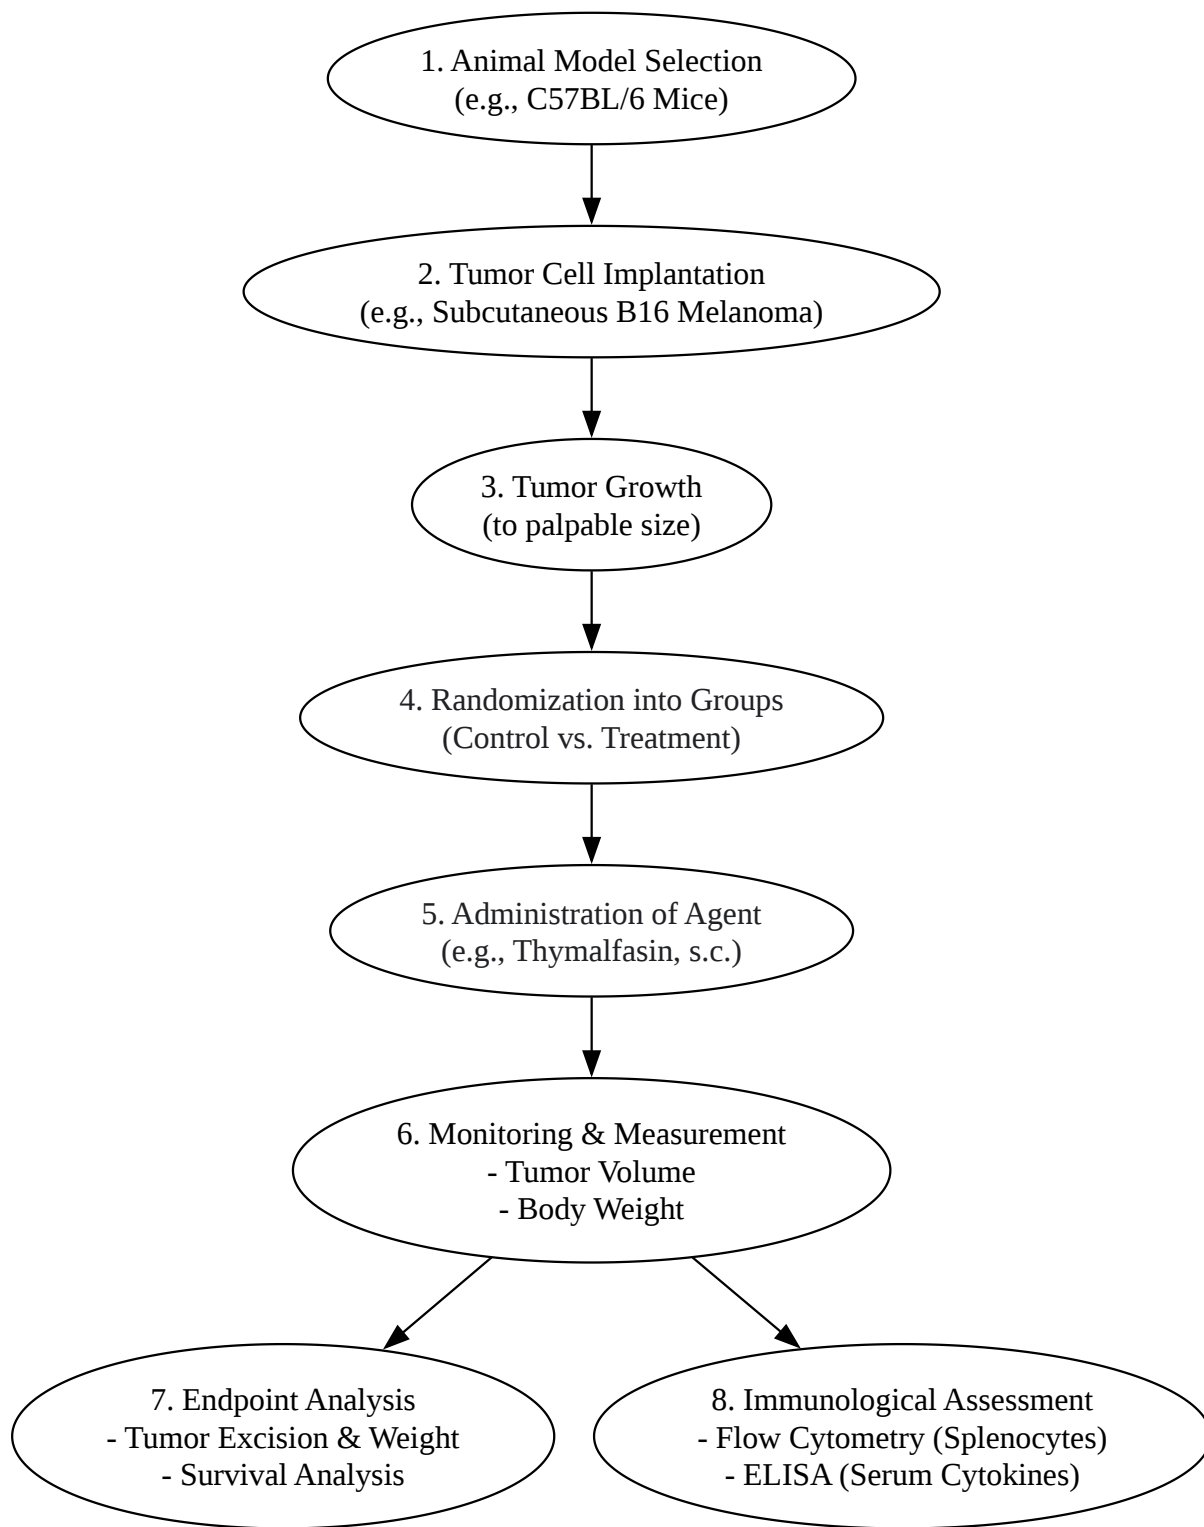 1. Animal Model Selection
(e.g., C57BL/6 Mice)
2. Tumor Cell Implantation
(e.g., Subcutaneous B16 Melanoma)
3. Tumor Growth
(to palpable size)
4. Randomization into Groups
(Control vs. Treatment)
5. Administration of Agent
(e.g., Thymalfasin, s.c.)
6. Monitoring & Measurement
- Tumor Volume
- Body Weight
7. Endpoint Analysis
- Tumor Excision & Weight
- Survival Analysis
8. Immunological Assessment
- Flow Cytometry (Splenocytes)
- ELISA (Serum Cytokines)